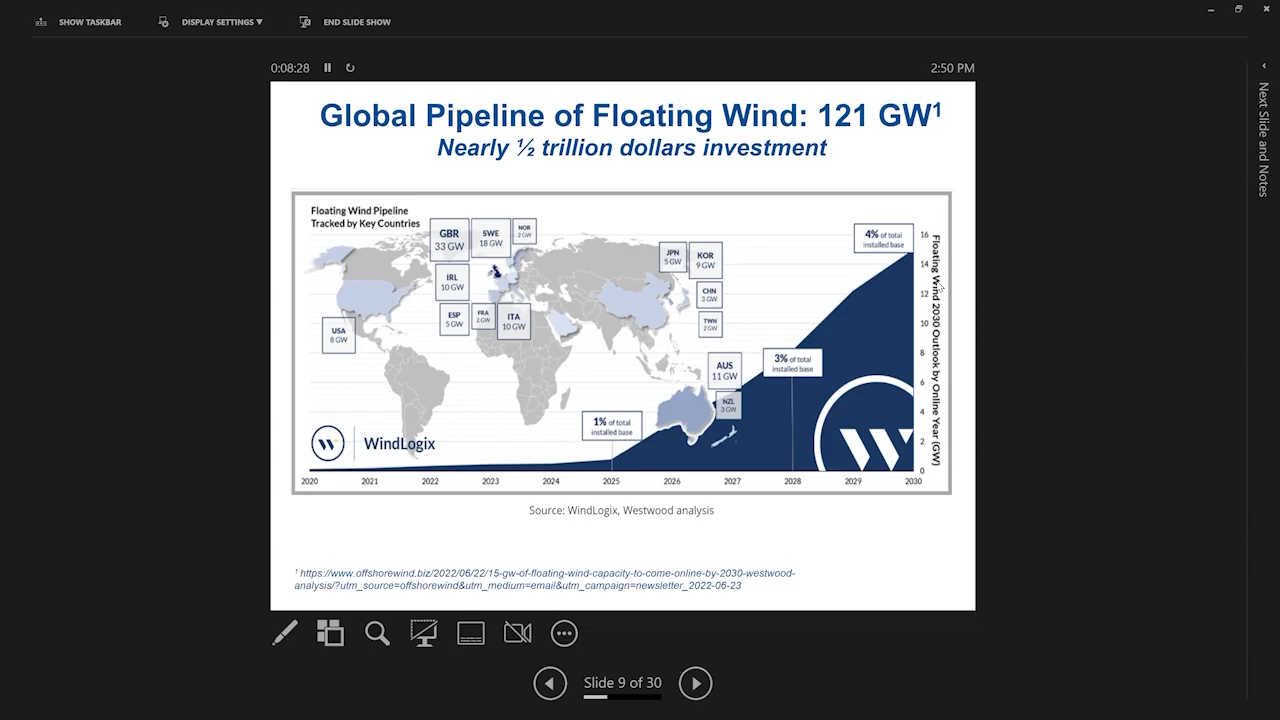 SHOW TASKBAR
DISPLAY SETTINGS ▼
END SLIDE SHOW
0:08:28
2:50 PM
Next Slide and Notes
Global Pipeline of Floating Wind: 121 GW¹
Nearly ½ trillion dollars investment
Floating Wind Pipeline
Tracked by Key Countries
GBR
33 GW
SWE
18 GW
NOR
2 GW
IRL
10 GW
ESP
5 GW
FRA
2 GW
ITA
10 GW
USA
8 GW
JPN
5 GW
KOR
9 GW
CHN
3 GW
TWN
2 GW
AUS
11 GW
NZL
3 GW
1% of total
installed base
3% of total
installed base
4% of total
installed base
WindLogix
16
14
12
10
8
6
4
2
0
Floating Wind 2030 Outlook by Online Year (GW)
2020 2021 2022 2023 2024 2025 2026 2027 2028 2029 2030
Source: WindLogix, Westwood analysis
¹ https://www.offshorewind.biz/2022/06/22/15-gw-of-floating-wind-capacity-to-come-online-by-2030-westwood-
analysis/?utm_source=offshorewind&utm_medium=email&utm_campaign=newsletter_2022-06-23
Slide 9 of 30